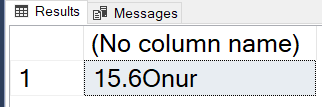 Results Messages
(No column name)
1 15.6Onur